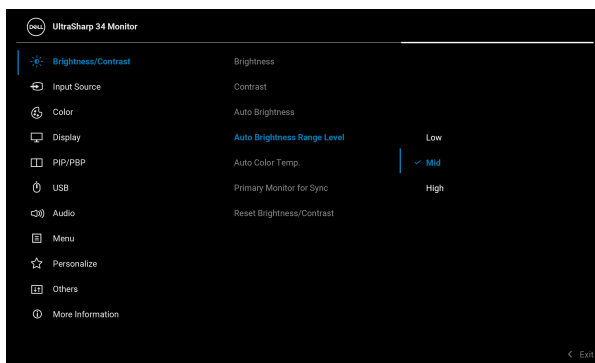 DELL UltraSharp 34 Monitor
Brightness/Contrast
Input Source
Color
Display
PIP/PBP
USB
Audio
Menu
Personalize
Others
More Information
Brightness
Contrast
Auto Brightness
Auto Brightness Range Level
Auto Color Temp.
Primary Monitor for Sync
Reset Brightness/Contrast
Low
Mid
High
Exit